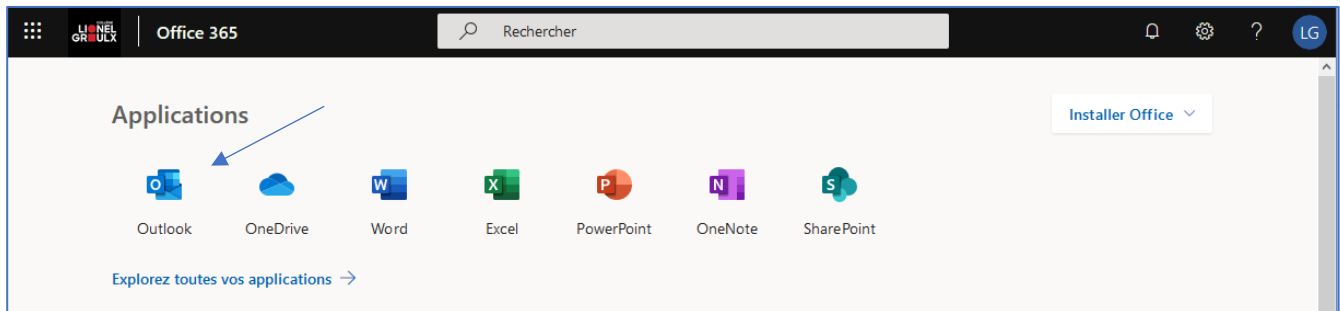 COLLÈGE
LIONEL
GROULX
Office 365
Rechercher
?
LG
Applications
Installer Office
Outlook
OneDrive
Word
Excel
PowerPoint
OneNote
SharePoint
Explorez toutes vos applications →